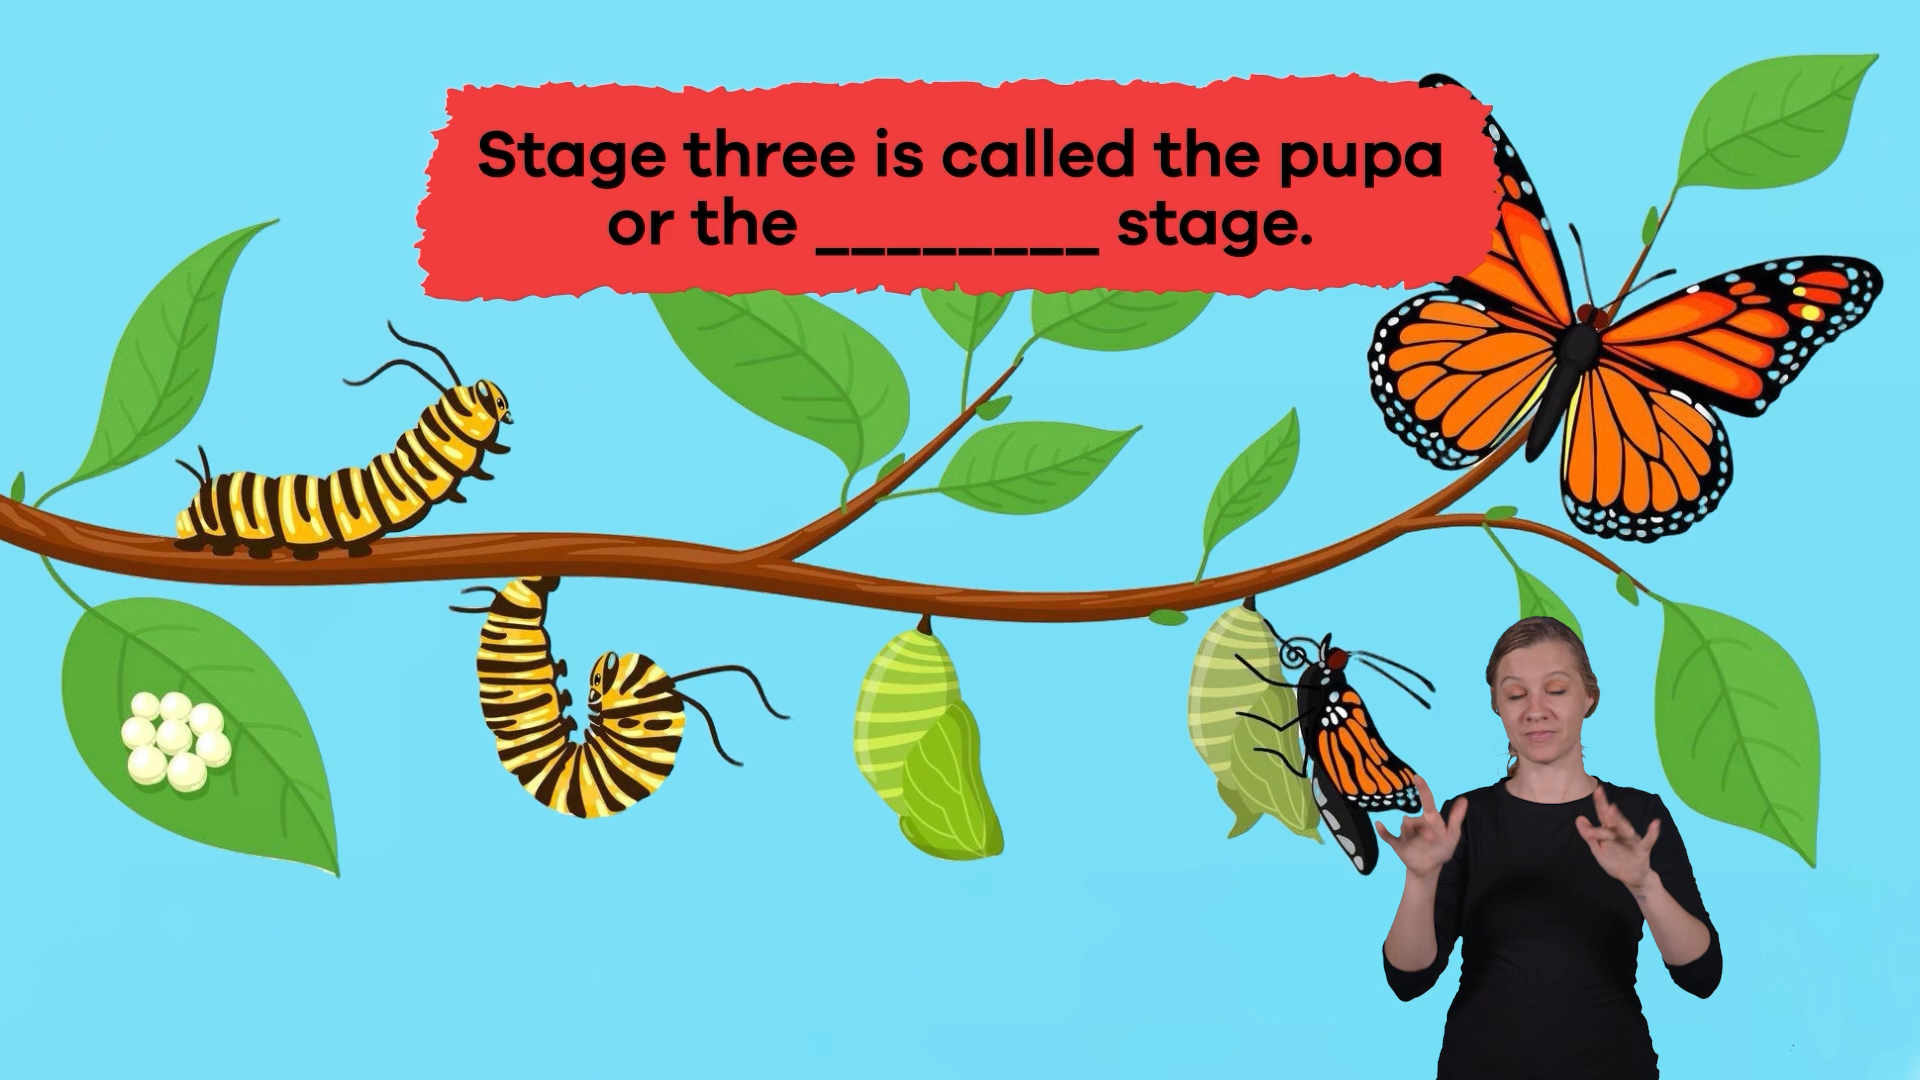 Stage three is called the pupa
or the ________ stage.